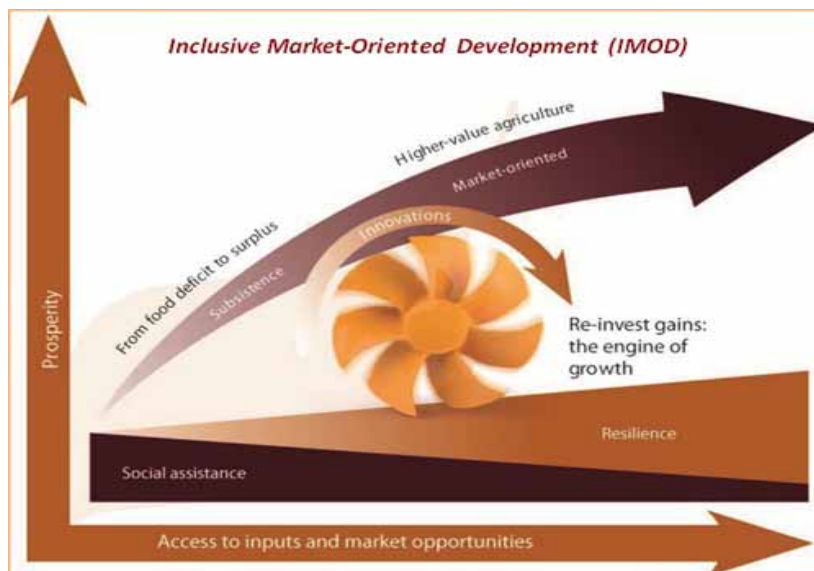 Inclusive Market-Oriented Development (IMOD)
Higher-value agriculture
Market-oriented
Innovations
From food deficit to surplus
Subsistence
Prosperity
Re-invest gains:
the engine of
growth
Resilience
Social assistance
Access to inputs and market opportunities